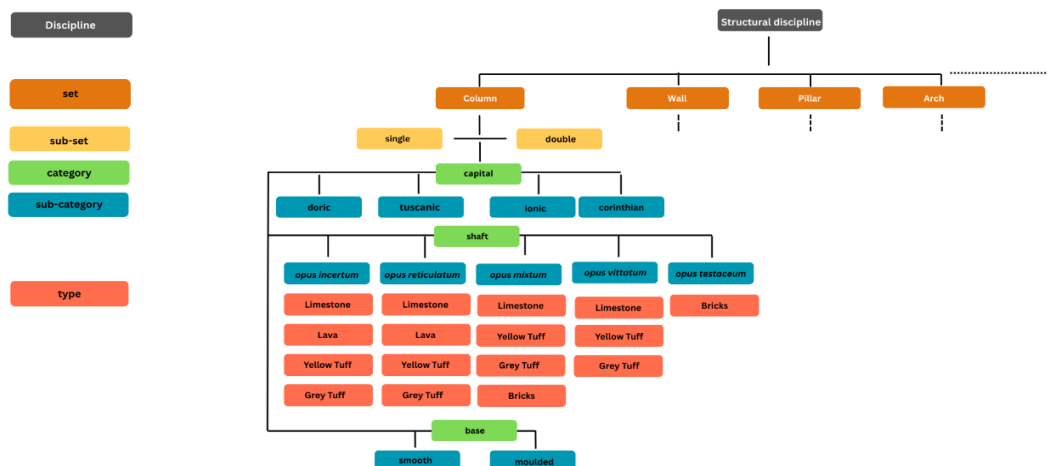 Discipline
Structural discipline
set
Column
Wall
Pillar
Arch
sub-set
single
double
category
capital
sub-category
doric
tuscanic
ionic
corinthian
shaft
opus incertum
opus reticulatum
opus mixtum
opus vittatum
opus testaceum
type
Limestone
Limestone
Limestone
Limestone
Bricks
Lava
Lava
Yellow Tuff
Yellow Tuff
Yellow Tuff
Yellow Tuff
Grey Tuff
Grey Tuff
Grey Tuff
Grey Tuff
Bricks
base
smooth
moulded